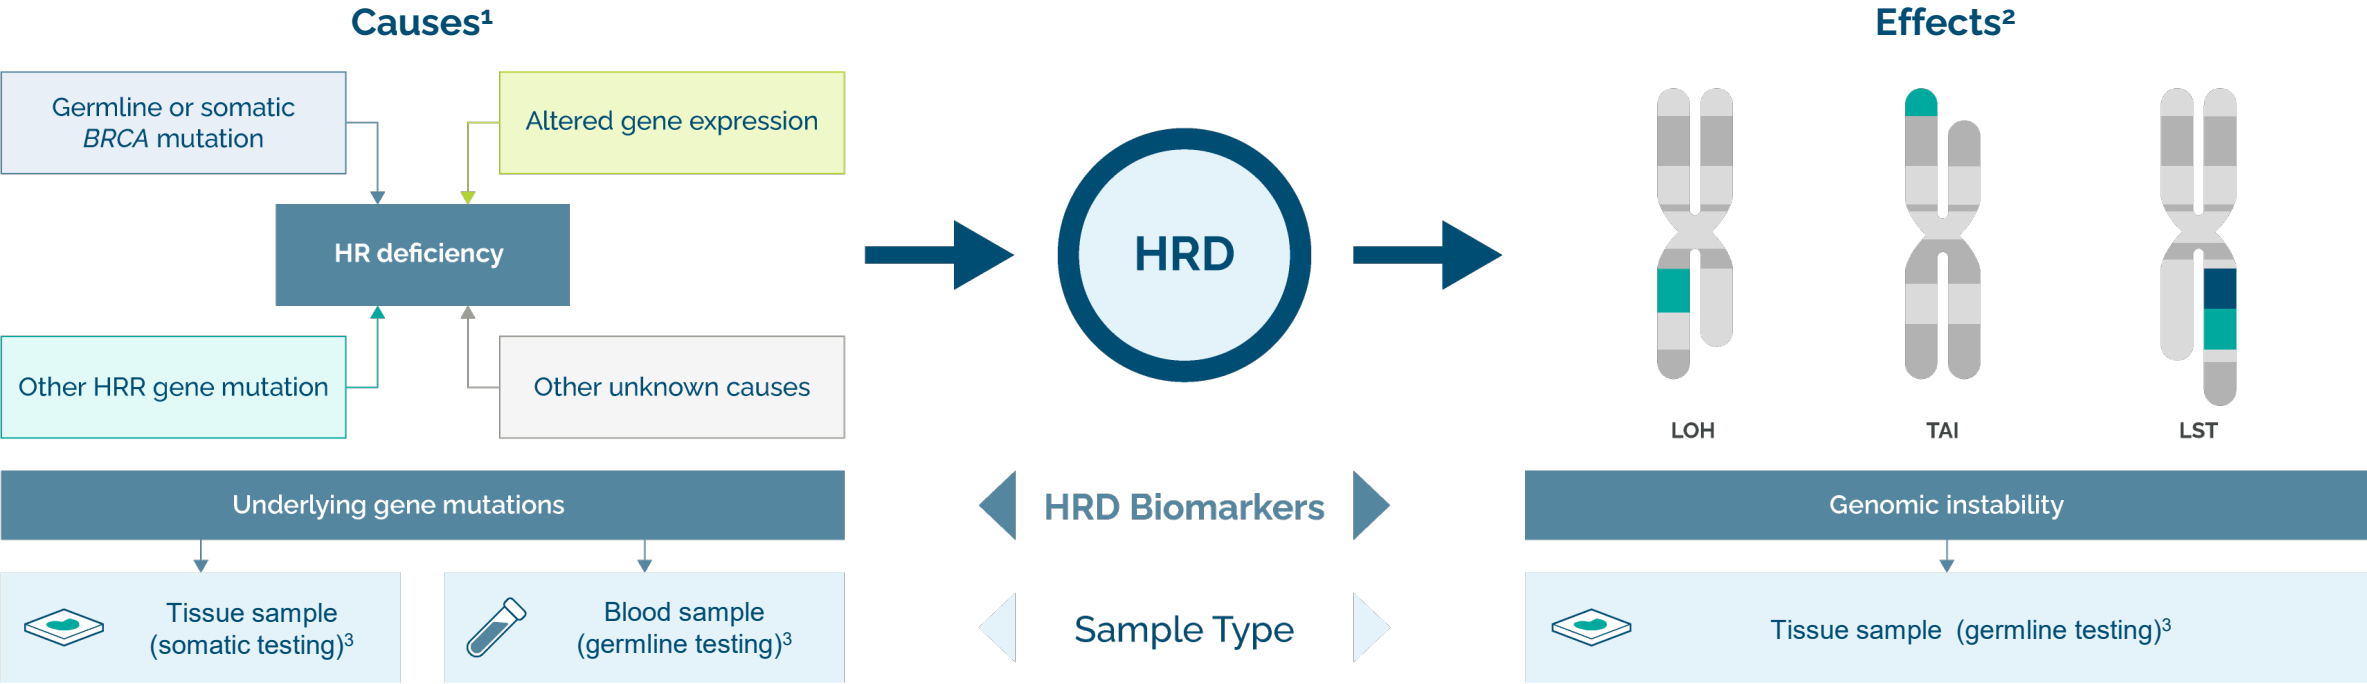 Causes¹
Effects²
Germline or somatic
BRCA mutation
Altered gene expression
HR deficiency
Other HRR gene mutation
Other unknown causes
HRD
LOH
TAI
LST
Underlying gene mutations
HRD Biomarkers
Genomic instability
Tissue sample
(somatic testing)³
Blood sample
(germline testing)³
Sample Type
Tissue sample (germline testing)³